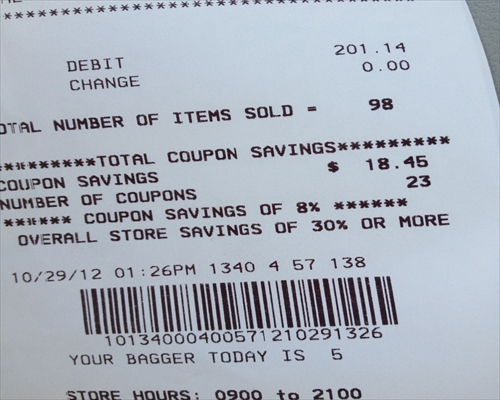 ***********************************
DEBIT 201.14
CHANGE 0.00
OTAL NUMBER OF ITEMS SOLD = 98
*********TOTAL COUPON SAVINGS*********
COUPON SAVINGS $ 18.45
NUMBER OF COUPONS 23
****** COUPON SAVINGS OF 8% ******
OVERALL STORE SAVINGS OF 30% OR MORE
10/29/12 01:26PM 1340 4 57 138
10134000400571210291326
YOUR BAGGER TODAY IS 5
STORE HOURS: 0900 to 2100